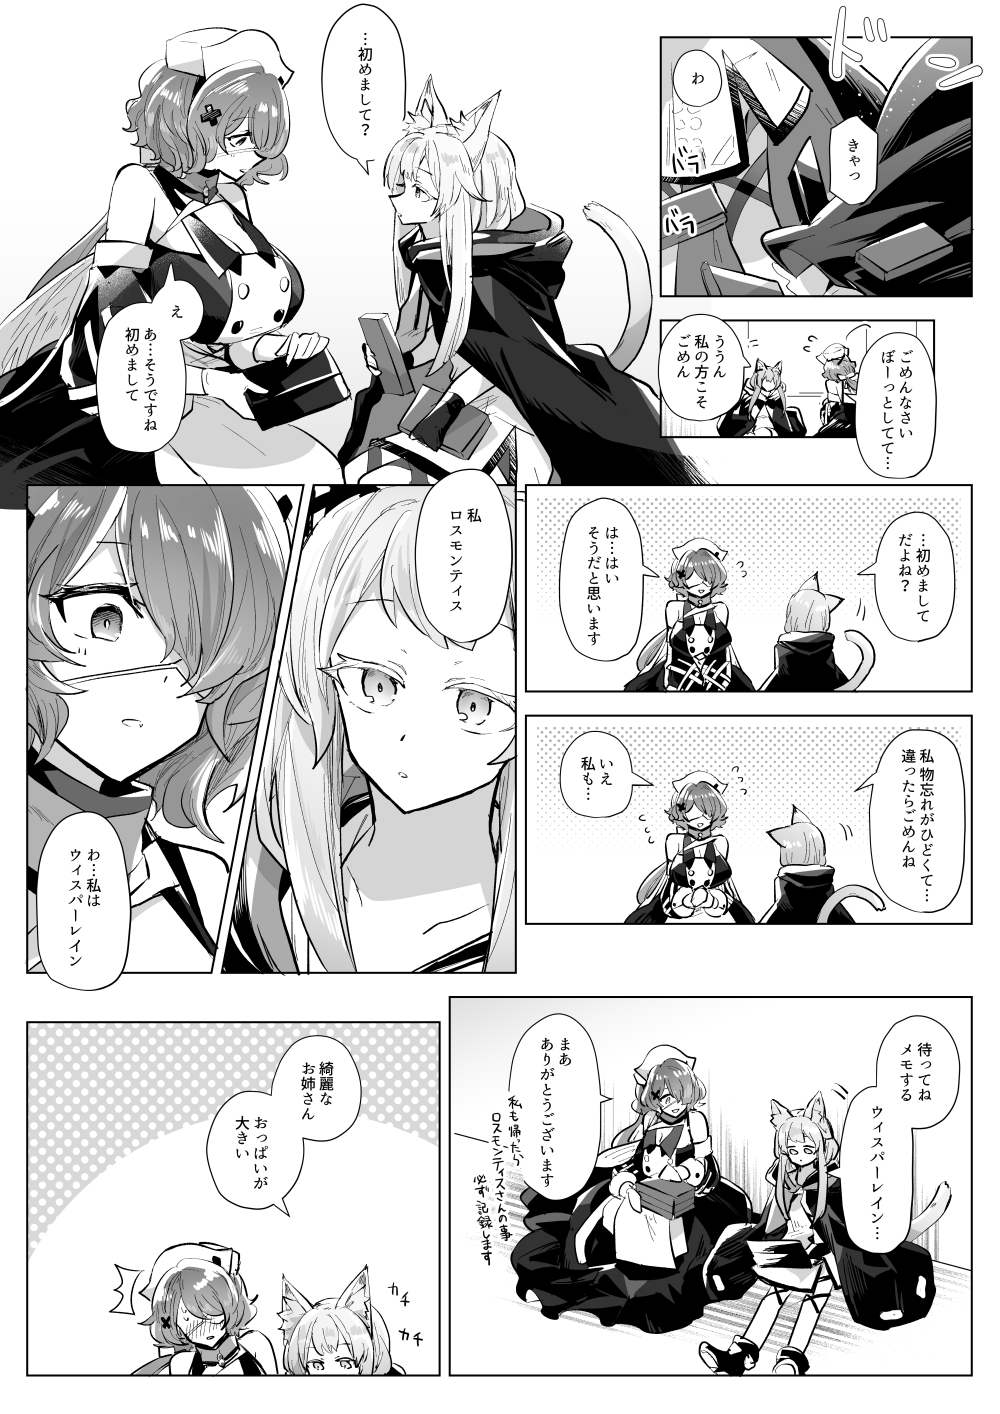 ドン
わ
きゃっ
バラ
バラ
ごめんなさい
ぼーっとしてて…
ううん
私の方こそ
ごめん
…初めまして？
え
あ…そうですね
初めまして
…初めまして
だよね？
は…はい
そうだと思います
私 物忘れがひどくて…
違ったらごめんね
いえ
私も…
私
ロスモンティス
わ…私は
ウィスパーレイン
待ってね
メモする
ウィスパーレイン…
まあ
ありがとうございます
私も帰ったら
ロスモンティスさんの事
必ず記録します
綺麗な
お姉さん
おっぱいが
大きい
カチ
カチ